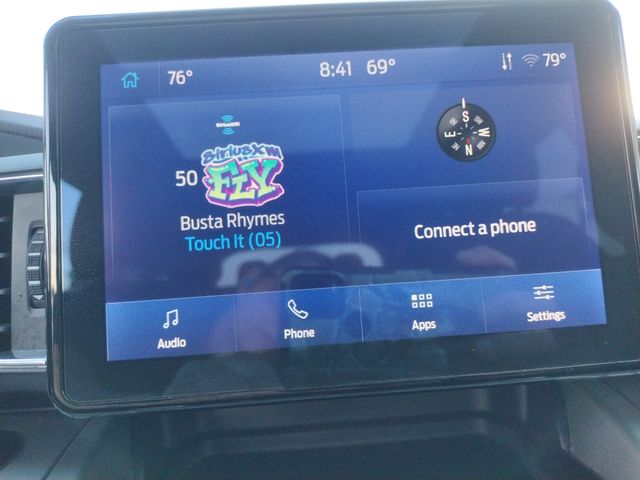 76° 8:41 69° 79°
SiriusXM
50 SiriusXM
FLY
Busta Rhymes
Touch It (05)
S
E W
N
Connect a phone
Audio Phone Apps Settings